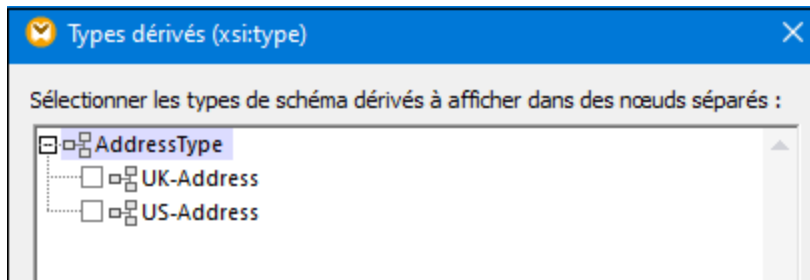 Types dérivés (xsi:type)
Sélectionner les types de schéma dérivés à afficher dans des nœuds séparés :
AddressType
UK-Address
US-Address